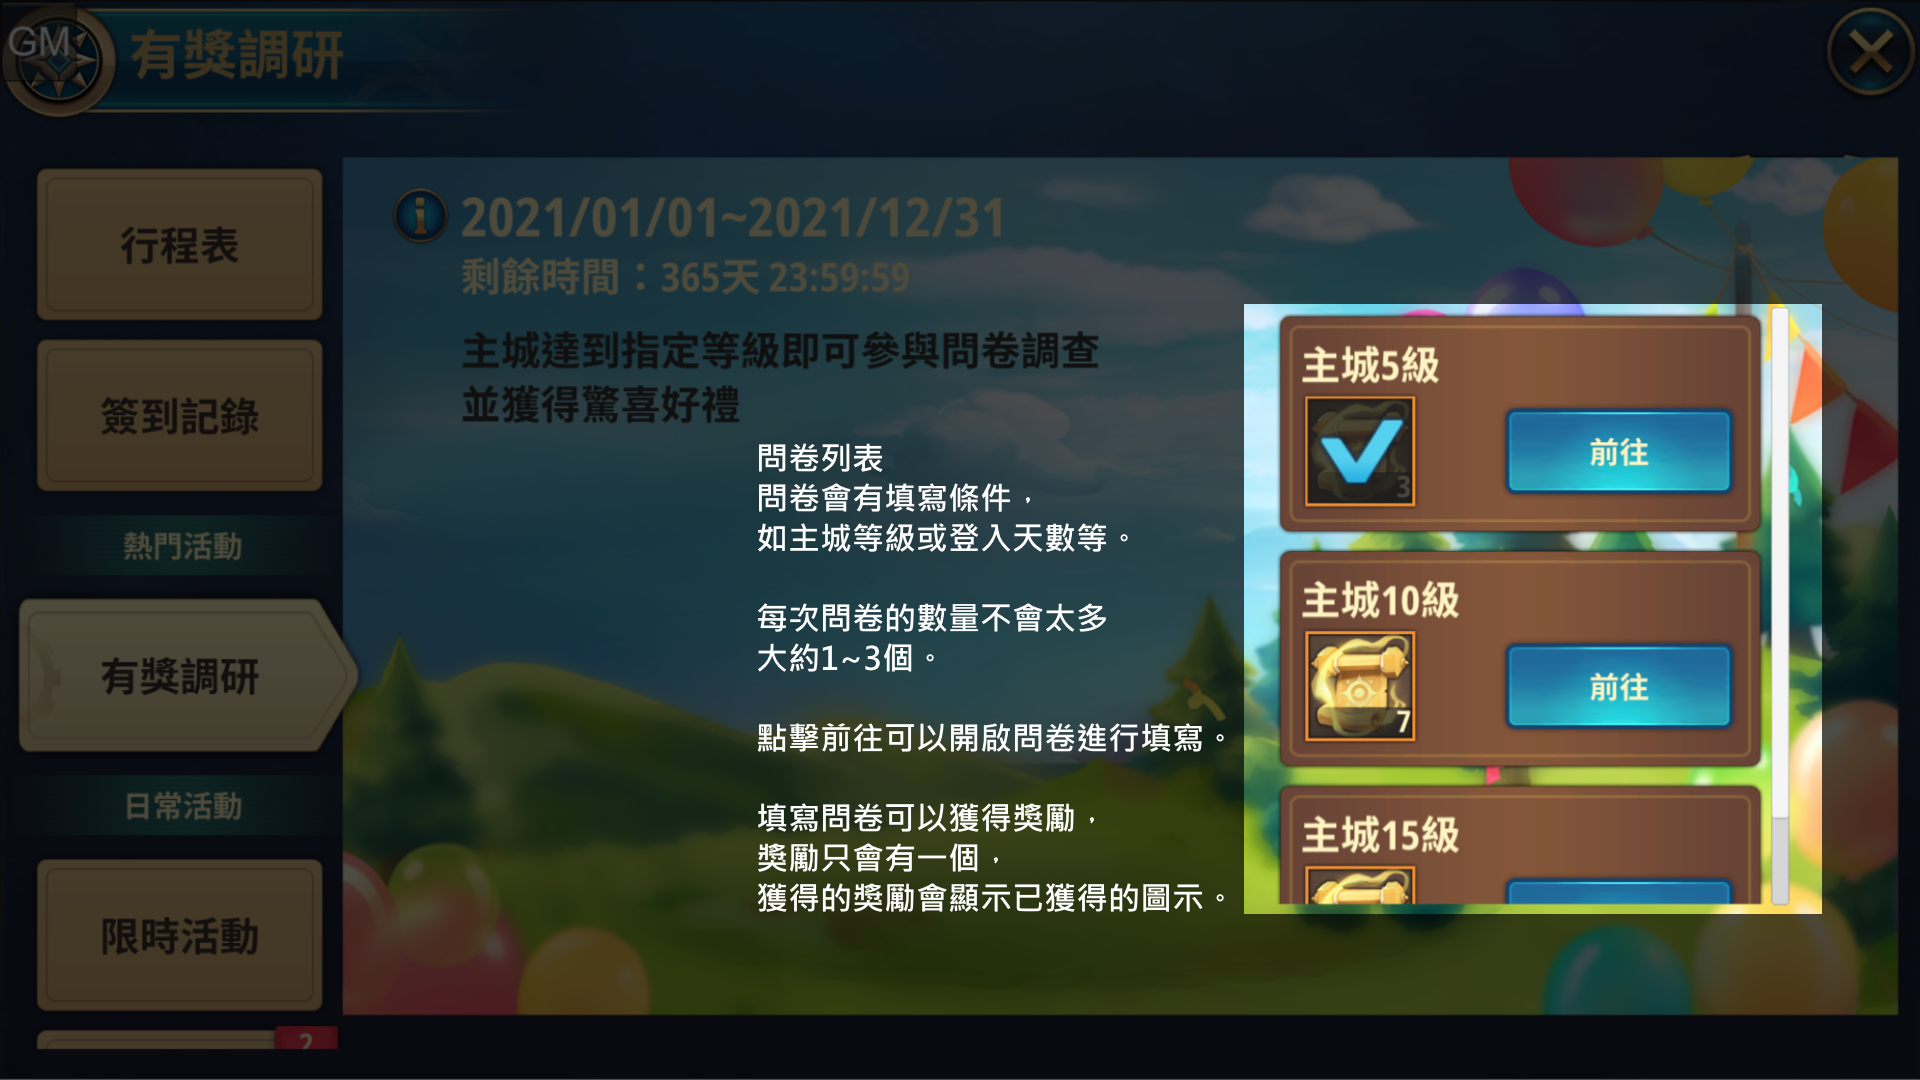 GM
有獎調研
行程表
簽到記錄
熱門活動
有獎調研
日常活動
限時活動
2
2021/01/01~2021/12/31
剩餘時間：365天 23:59:59
主城達到指定等級即可參與問卷調查
並獲得驚喜好禮
問卷列表
問卷會有填寫條件，
如主城等級或登入天數等。
每次問卷的數量不會太多
大約1~3個。
點擊前往可以開啟問卷進行填寫。
填寫問卷可以獲得獎勵，
獎勵只會有一個，
獲得的獎勵會顯示已獲得的圖示。
主城5級
3
前往
主城10級
7
前往
主城15級